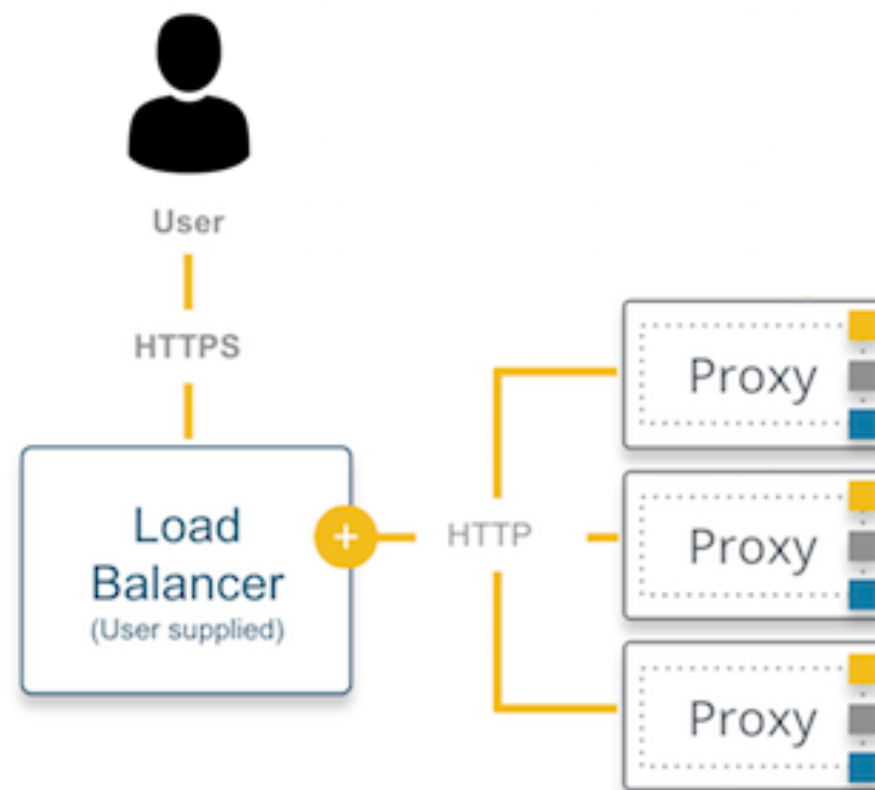 User
HTTPS
Load
Balancer
(User supplied)
+
HTTP
Proxy
Proxy
Proxy